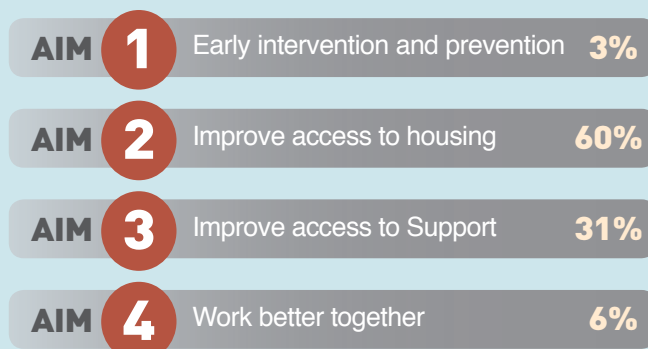 AIM 1 Early intervention and prevention 3%
AIM 2 Improve access to housing 60%
AIM 3 Improve access to Support 31%
AIM 4 Work better together 6%